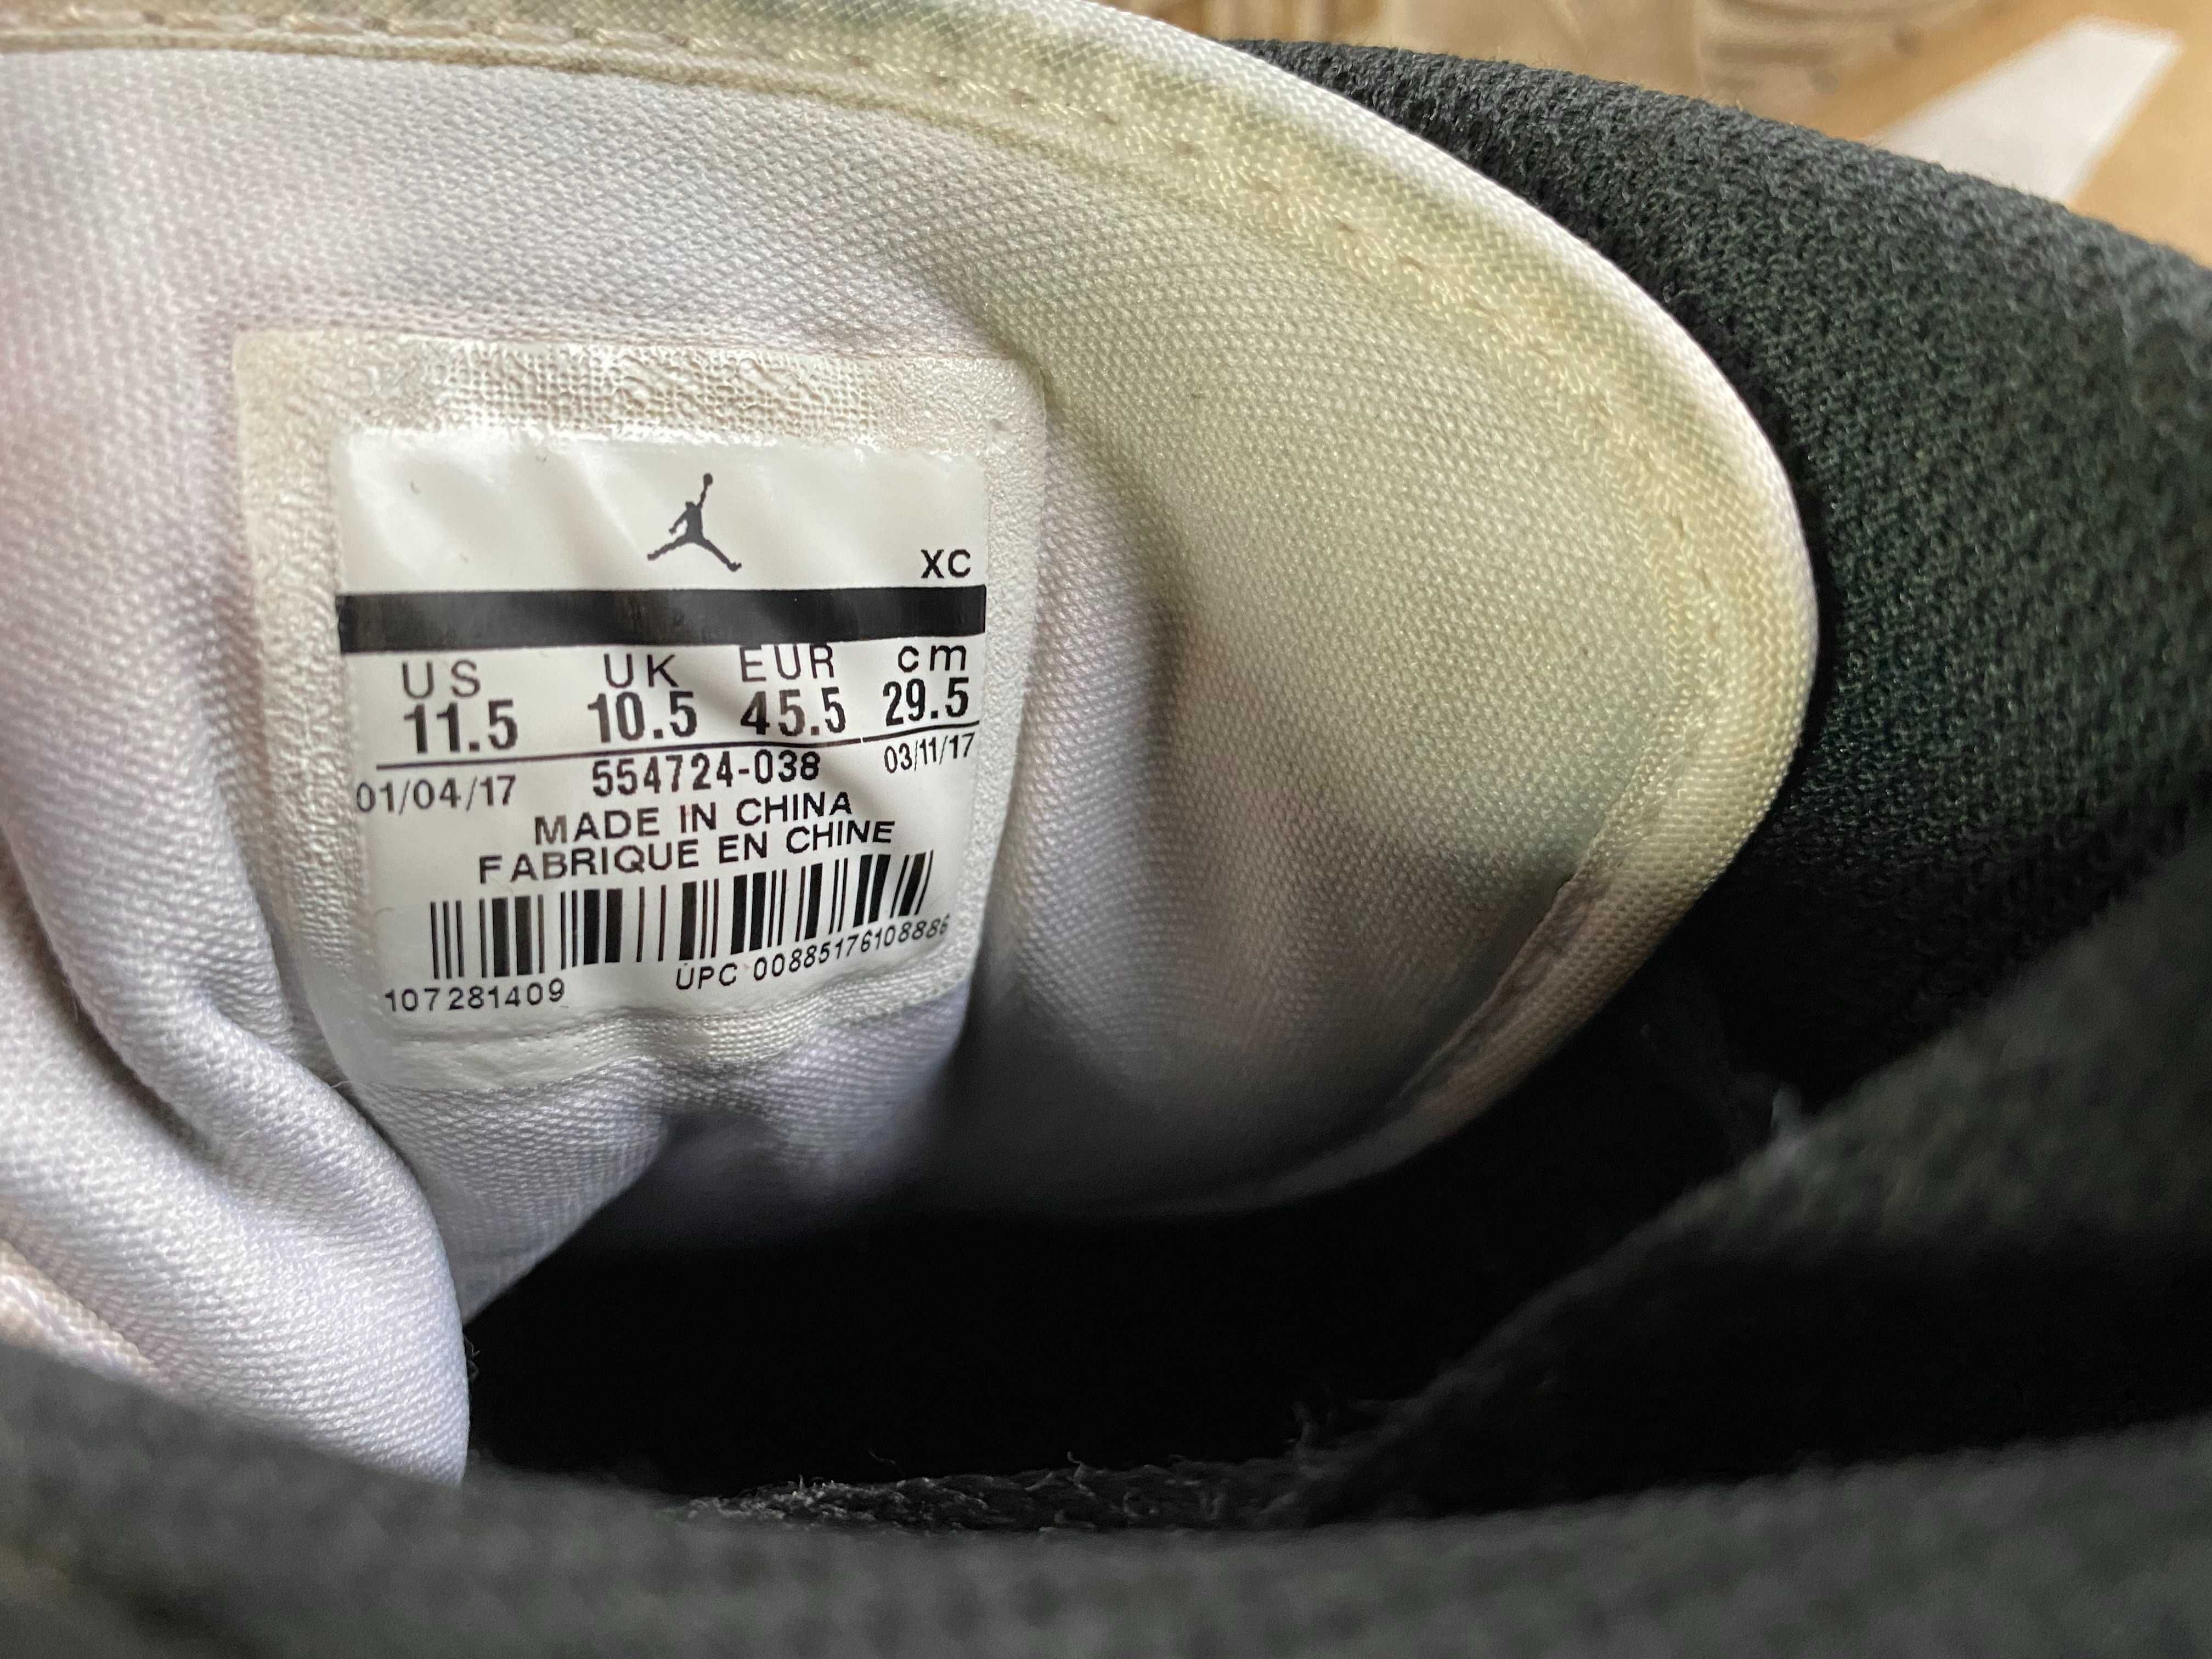 XC
US UK EUR cm
11.5 10.5 45.5 29.5
01/04/17 554724-038 03/11/17
MADE IN CHINA
FABRIQUE EN CHINE
107281409 UPC 00885176108886